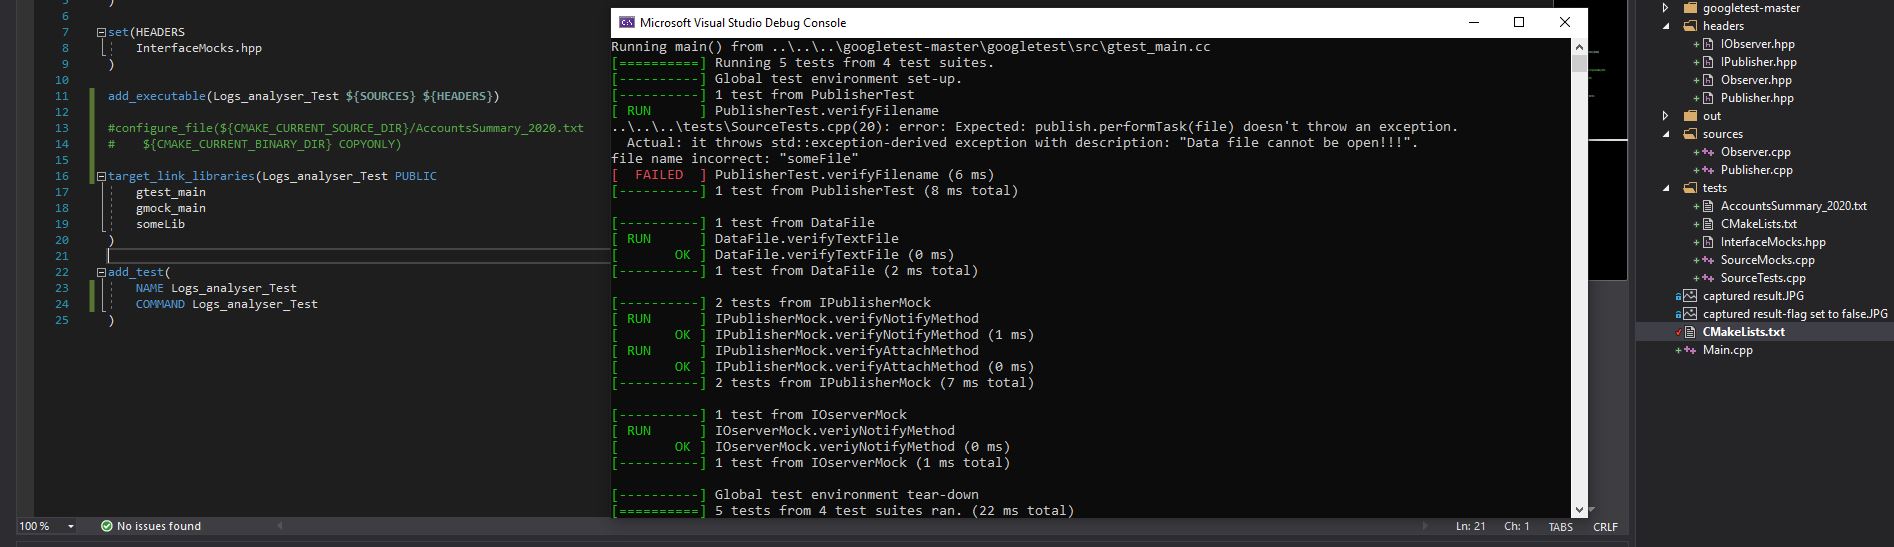 6
7 set(HEADERS
8 InterfaceMocks.hpp
9 )
10
11 add_executable(Logs_analyser_Test ${SOURCES} ${HEADERS})
12
13 #configure_file(${CMAKE_CURRENT_SOURCE_DIR}/AccountsSummary_2020.txt
14 # ${CMAKE_CURRENT_BINARY_DIR} COPYONLY)
15
16 target_link_libraries(Logs_analyser_Test PUBLIC
17 gtest_main
18 gmock_main
19 someLib
20 )
21
22 add_test(
23 NAME Logs_analyser_Test
24 COMMAND Logs_analyser_Test
25 )
100 %
No issues found
Microsoft Visual Studio Debug Console
Running main() from ..\..\..\googletest-master\googletest\src\gtest_main.cc
[==========] Running 5 tests from 4 test suites.
[----------] Global test environment set-up.
[----------] 1 test from PublisherTest
[ RUN      ] PublisherTest.verifyFilename
..\..\..\tests\SourceTests.cpp(20): error: Expected: publish.performTask(file) doesn't throw an exception.
  Actual: it throws std::exception-derived exception with description: "Data file cannot be open!!!".
file name incorrect: "someFile"
[  FAILED  ] PublisherTest.verifyFilename (6 ms)
[----------] 1 test from PublisherTest (8 ms total)
[----------] 1 test from DataFile
[ RUN      ] DataFile.verifyTextFile
[       OK ] DataFile.verifyTextFile (0 ms)
[----------] 1 test from DataFile (2 ms total)
[----------] 2 tests from IPublisherMock
[ RUN      ] IPublisherMock.verifyNotifyMethod
[       OK ] IPublisherMock.verifyNotifyMethod (1 ms)
[ RUN      ] IPublisherMock.verifyAttachMethod
[       OK ] IPublisherMock.verifyAttachMethod (0 ms)
[----------] 2 tests from IPublisherMock (7 ms total)
[----------] 1 test from IOserverMock
[ RUN      ] IOserverMock.veriyNotifyMethod
[       OK ] IOserverMock.veriyNotifyMethod (0 ms)
[----------] 1 test from IOserverMock (1 ms total)
[----------] Global test environment tear-down
[==========] 5 tests from 4 test suites ran. (22 ms total)
Ln: 21 Ch: 1 TABS CRLF
googletest-master
headers
IObserver.hpp
IPublisher.hpp
Observer.hpp
Publisher.hpp
out
sources
Observer.cpp
Publisher.cpp
tests
AccountsSummary_2020.txt
CMakeLists.txt
InterfaceMocks.hpp
SourceMocks.cpp
SourceTests.cpp
captured result.JPG
captured result-flag set to false.JPG
CMakeLists.txt
Main.cpp